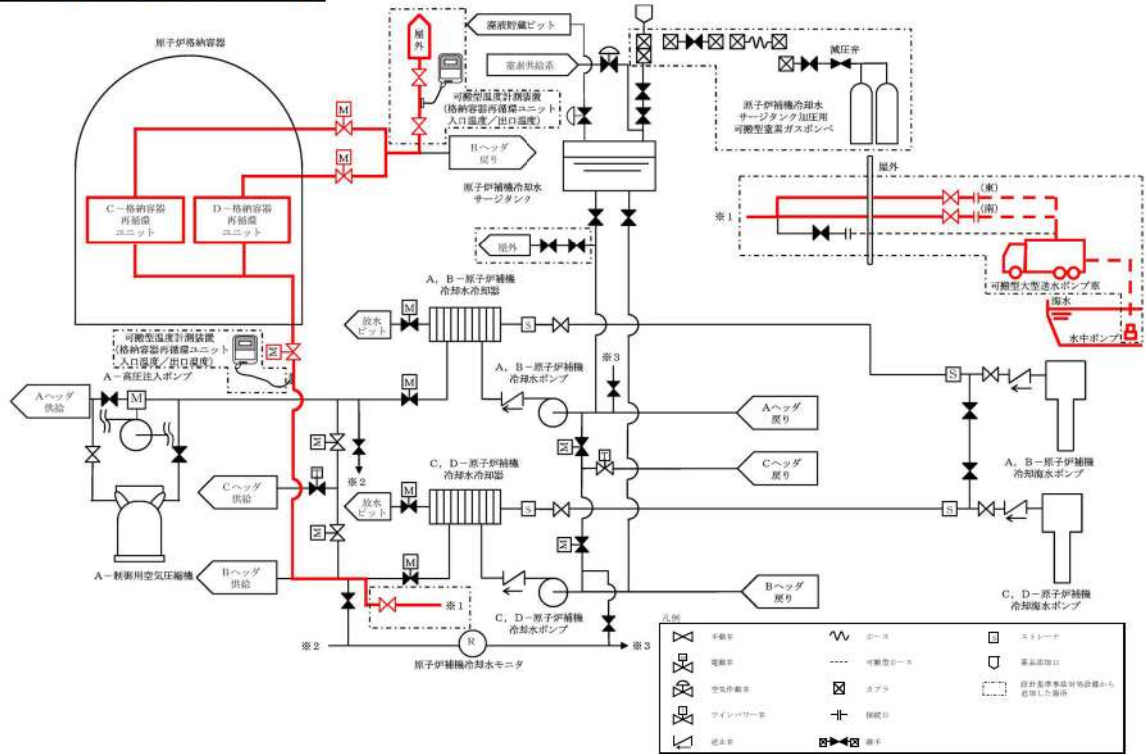 原子炉格納容器
屋外
廃液貯蔵ピット
窒素供給系
可搬型温度計測装置
(格納容器再循環ユニット
入口温度／出口温度)
減圧弁
原子炉補機冷却水
サージタンク加圧用
可搬型窒素ガスボンベ
M
M
Bヘッダ
戻り
原子炉補機冷却水
サージタンク
C－格納容器
再循環
ユニット
D－格納容器
再循環
ユニット
屋外
屋外
(東)
(南)
※1
可搬型大型送水ポンプ車
海水
水中ポンプ
A，B－原子炉補機
冷却水冷却器
放水
ピット
M
S
可搬型温度計測装置
(格納容器再循環ユニット
入口温度／出口温度)
M
A－高圧注入ポンプ
Aヘッダ
供給
M
M
A，B－原子炉補機
冷却水ポンプ
※3
Aヘッダ
戻り
S
A，B－原子炉補機
冷却海水ポンプ
M
※2
M
T
Cヘッダ
戻り
C，D－原子炉補機
冷却水冷却器
Cヘッダ
供給
T
放水
ピット
M
S
S
M
M
A－制御用空気圧縮機
Bヘッダ
供給
M
※1
C，D－原子炉補機
冷却水ポンプ
Bヘッダ
戻り
C，D－原子炉補機
冷却海水ポンプ
※2
R
※3
原子炉補機冷却水モニタ
凡例
手動弁
ホース
S
ストレーナ
電動弁
可搬型ホース
薬品添加口
空気作動弁
カプラ
設計基準事故対処設備から
追加した箇所
ツインパワー弁
接続口
逆止弁
継手